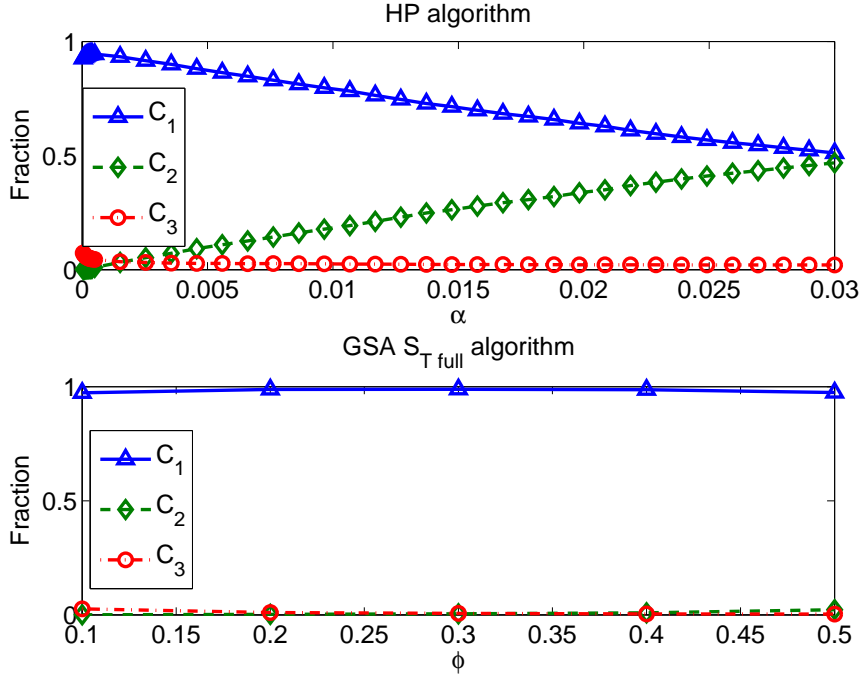 HP algorithm
1
0.5
0
Fraction
C1
C2
C3
0 0.005 0.01 0.015 0.02 0.025 0.03
α
GSA ST full algorithm
1
0.5
0
Fraction
C1
C2
C3
0.1 0.15 0.2 0.25 0.3 0.35 0.4 0.45 0.5
ϕ